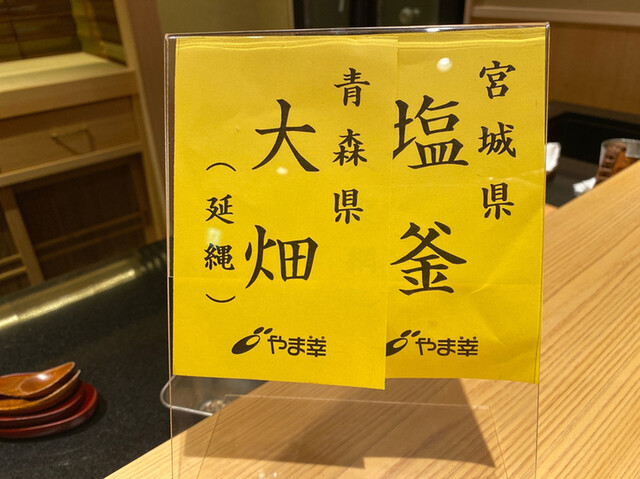 宮城県
塩釜
やま幸
青森県
大畑
（延縄）
やま幸